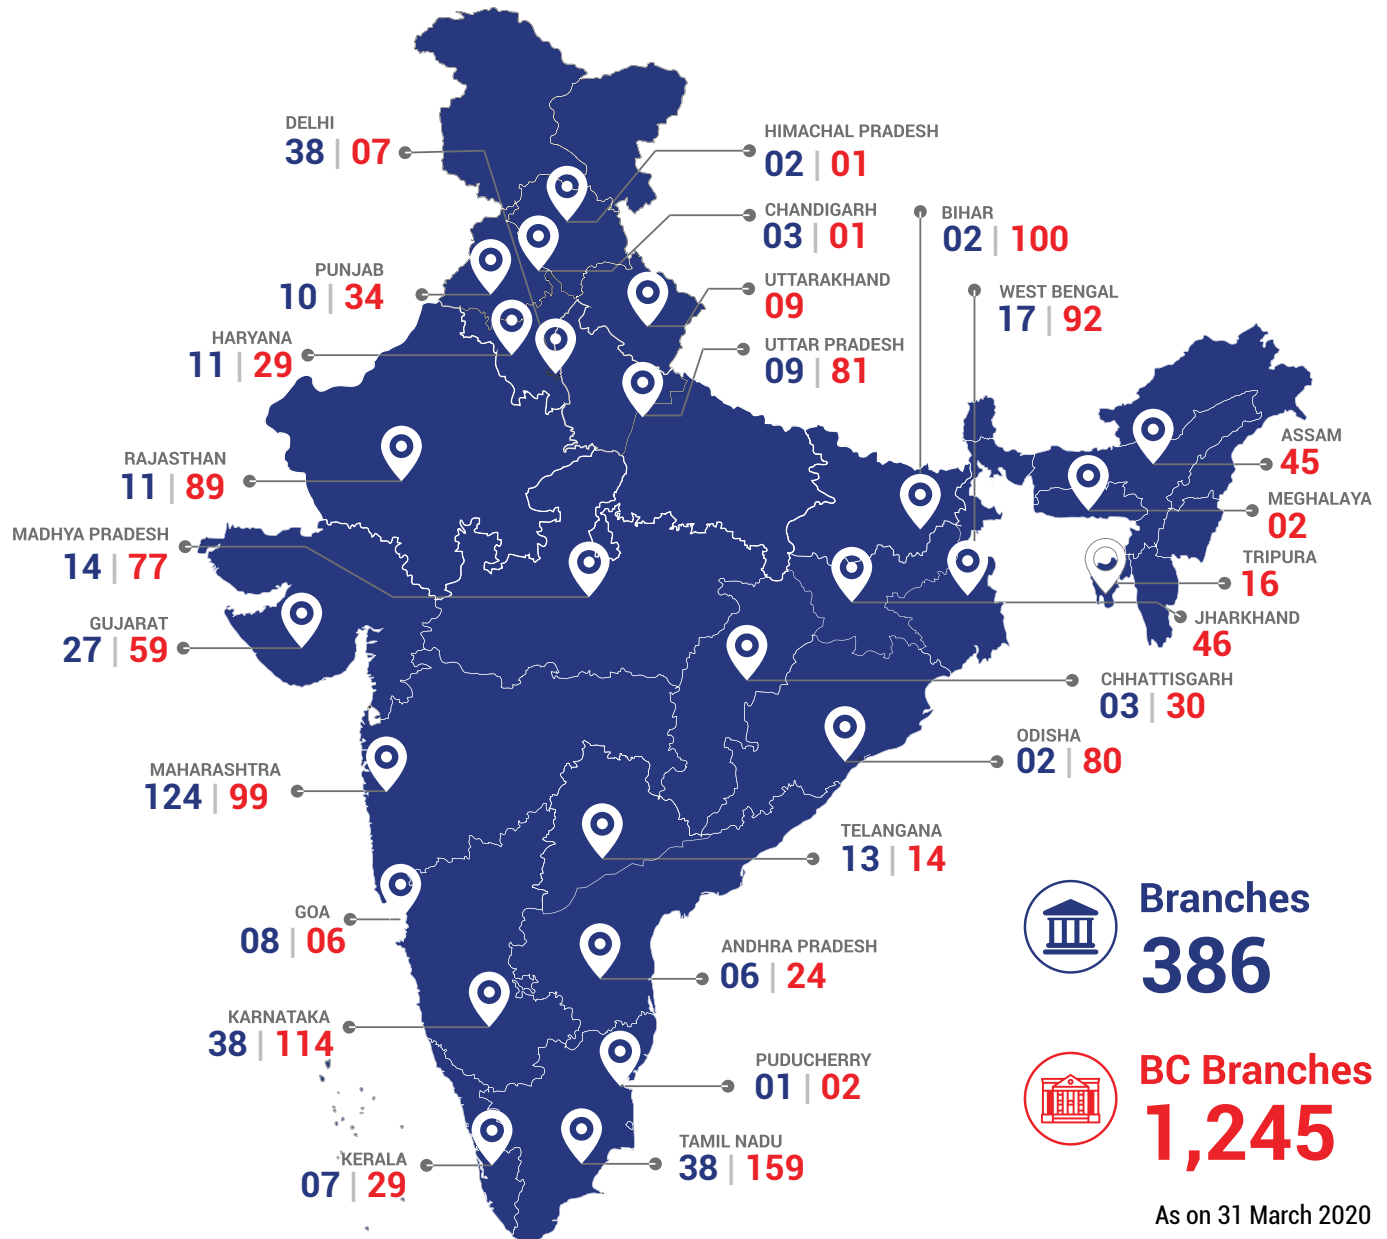 DELHI
38 | 07
HIMACHAL PRADESH
02 | 01
CHANDIGARH
03 | 01
BIHAR
02 | 100
PUNJAB
10 | 34
UTTARAKHAND
09
WEST BENGAL
17 | 92
HARYANA
11 | 29
UTTAR PRADESH
09 | 81
RAJASTHAN
11 | 89
ASSAM
45
MEGHALAYA
02
MADHYA PRADESH
14 | 77
TRIPURA
16
GUJARAT
27 | 59
JHARKHAND
46
CHHATTISGARH
03 | 30
ODISHA
02 | 80
MAHARASHTRA
124 | 99
TELANGANA
13 | 14
GOA
08 | 06
ANDHRA PRADESH
06 | 24
KARNATAKA
38 | 114
PUDUCHERRY
01 | 02
KERALA
07 | 29
TAMIL NADU
38 | 159
Branches
386
BC Branches
1,245
As on 31 March 2020